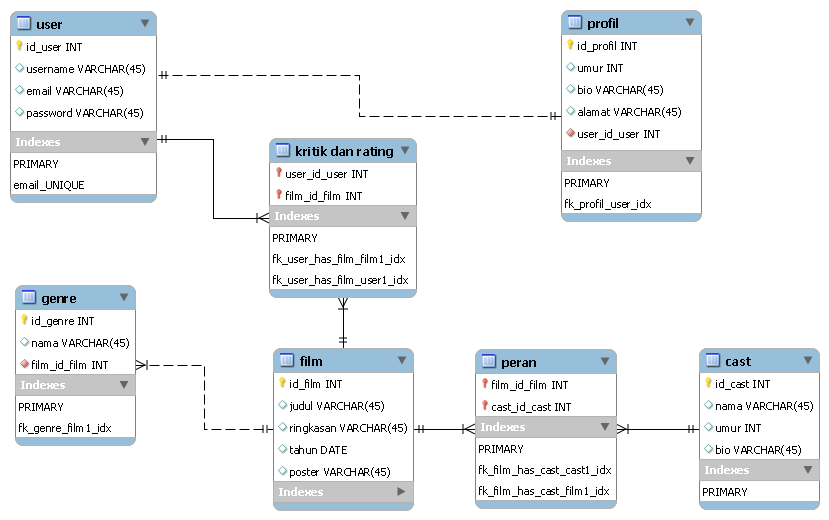 user
id_user INT
username VARCHAR(45)
email VARCHAR(45)
password VARCHAR(45)
Indexes
PRIMARY
email_UNIQUE
profil
id_profil INT
umur INT
bio VARCHAR(45)
alamat VARCHAR(45)
user_id_user INT
Indexes
PRIMARY
fk_profil_user_idx
kritik dan rating
user_id_user INT
film_id_film INT
Indexes
PRIMARY
fk_user_has_film_film1_idx
fk_user_has_film_user1_idx
genre
id_genre INT
nama VARCHAR(45)
film_id_film INT
Indexes
PRIMARY
fk_genre_film1_idx
film
id_film INT
judul VARCHAR(45)
ringkasan VARCHAR(45)
tahun DATE
poster VARCHAR(45)
Indexes
peran
film_id_film INT
cast_id_cast INT
Indexes
PRIMARY
fk_film_has_cast_cast1_idx
fk_film_has_cast_film1_idx
cast
id_cast INT
nama VARCHAR(45)
umur INT
bio VARCHAR(45)
Indexes
PRIMARY